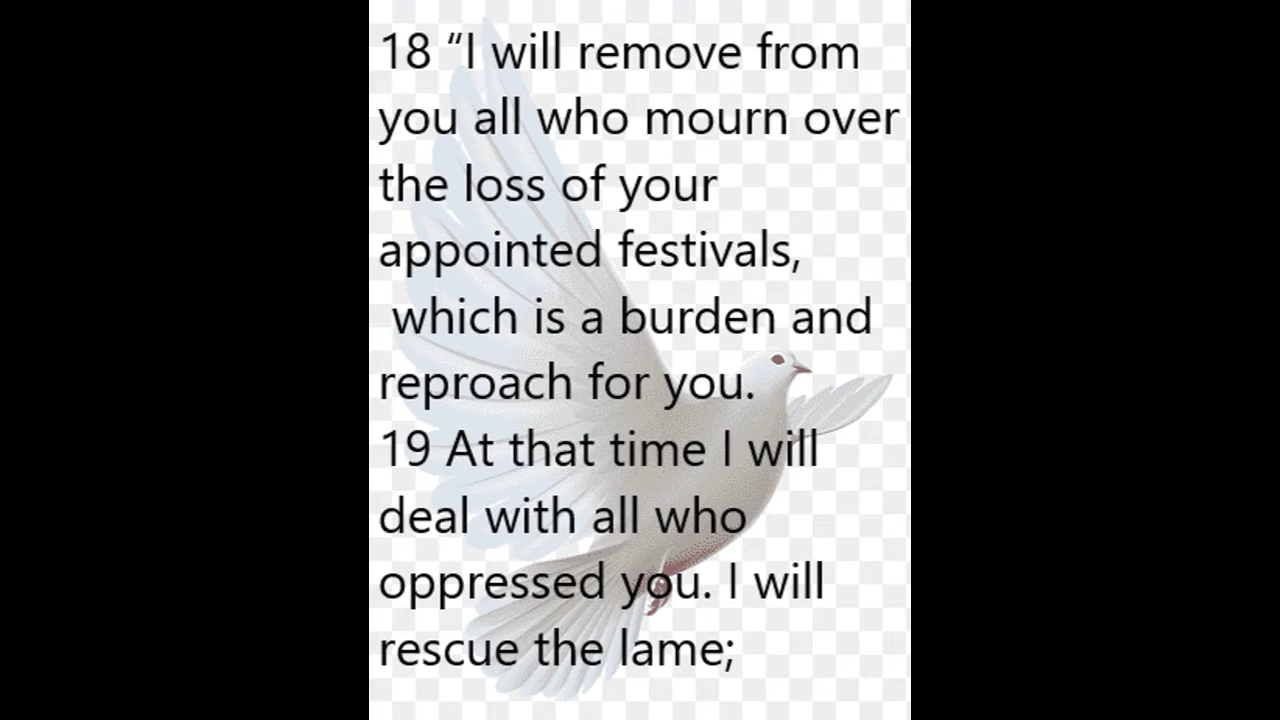 18 “I will remove from
you all who mourn over
the loss of your
appointed festivals,
which is a burden and
reproach for you.
19 At that time I will
deal with all who
oppressed you. I will
rescue the lame;